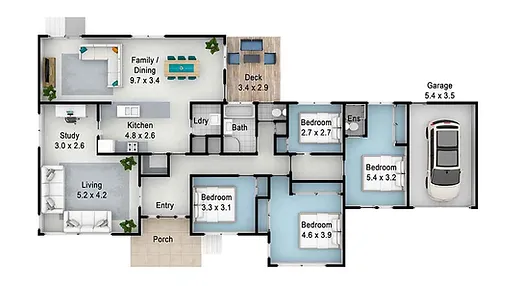 Family /
Dining
9.7 x 3.4
Deck
3.4 x 2.9
Garage
5.4 x 3.5
Study
3.0 x 2.6
Kitchen
4.8 x 2.6
Ldry
Bath
Bedroom
2.7 x 2.7
Ens
Bedroom
5.4 x 3.2
Living
5.2 x 4.2
Entry
Bedroom
3.3 x 3.1
Bedroom
4.6 x 3.9
Porch